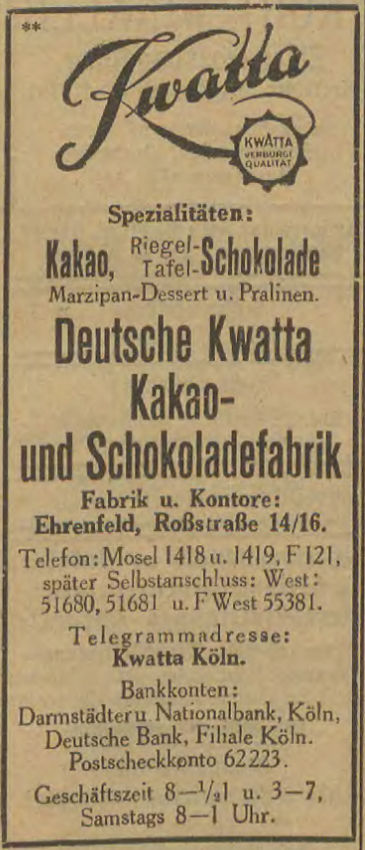 **
Kwatta
KWATTA
VERBÜRGT
QUALITÄT
Spezialitäten:
Kakao, Riegel-Tafel-Schokolade
Marzipan-Dessert u. Pralinen.
Deutsche Kwatta
Kakao-
und Schokoladefabrik
Fabrik u. Kontore:
Ehrenfeld, Roßstraße 14/16.
Telefon: Mosel 1418 u. 1419, F 121,
später Selbstanschluss: West:
51680, 51681 u. F West 55381.
Telegrammadresse:
Kwatta Köln.
Bankkonten:
Darmstädter u. Nationalbank, Köln,
Deutsche Bank, Filiale Köln.
Postscheckkonto 62223.
Geschäftszeit 8—1/21 u. 3—7,
Samstags 8—1 Uhr.